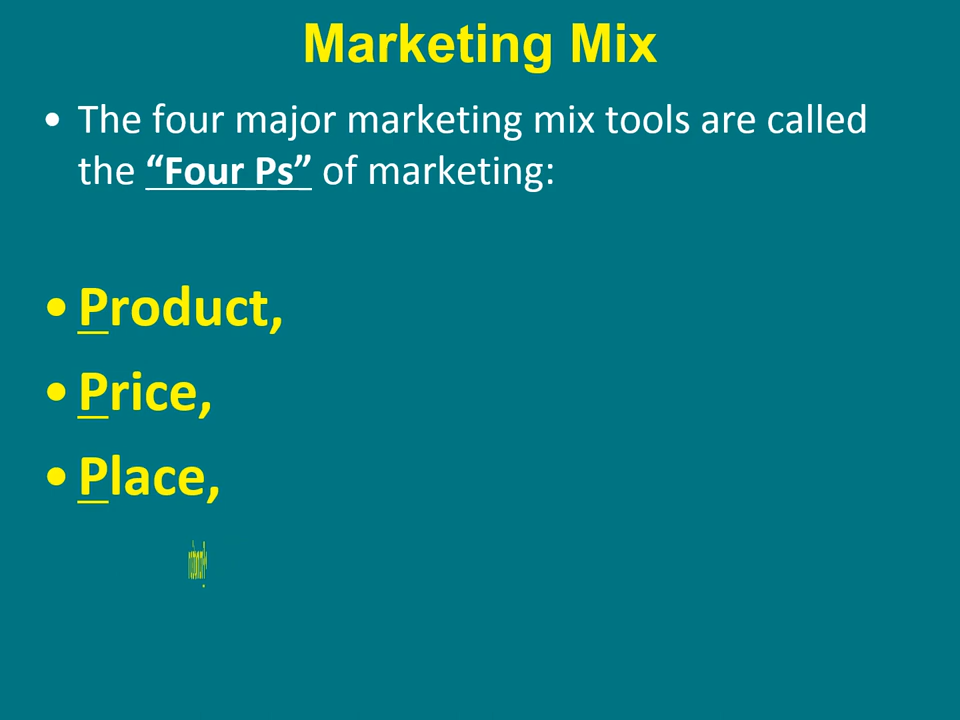 Marketing Mix
• The four major marketing mix tools are called
the “Four Ps” of marketing:
• Product,
• Price,
• Place,